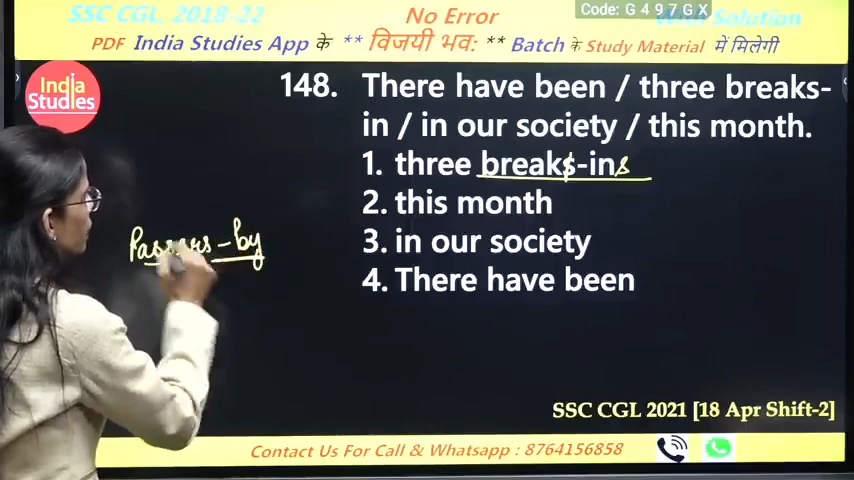 SSC CGL, 2018-22
No Error
Code: G 4 9 7 G X
With Solution
PDF India Studies App के ** विजयी भव: ** Batch के Study Material में मिलेगी
India
Studies
148. There have been / three breaks-
in / in our society / this month.
1. three breaks-ins
2. this month
3. in our society
4. There have been
Passers-by
SSC CGL 2021 [18 Apr Shift-2]
Contact Us For Call & Whatsapp : 8764156858